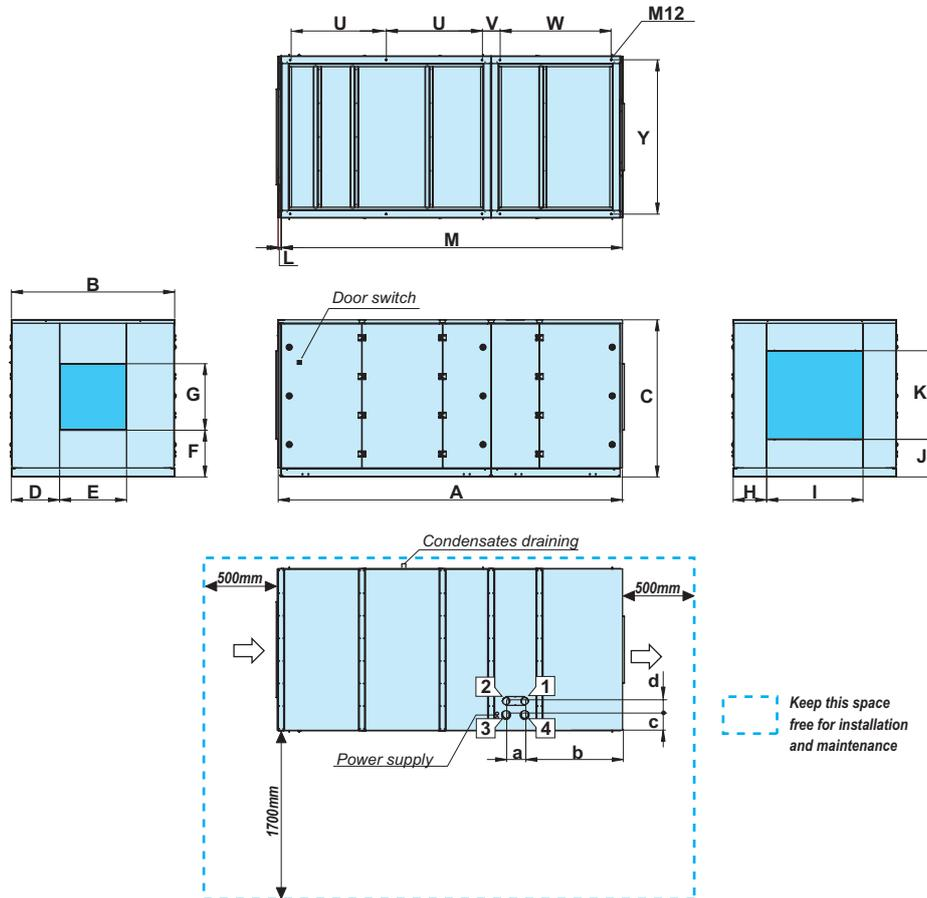 U U V W M12
Y
L M
B
Door switch
G
F
D E
C
A
K
J
H I
Condensates draining
500mm 500mm
2 1 d
3 4 c
Power supply a b
1700mm
Keep this space
free for installation
and maintenance